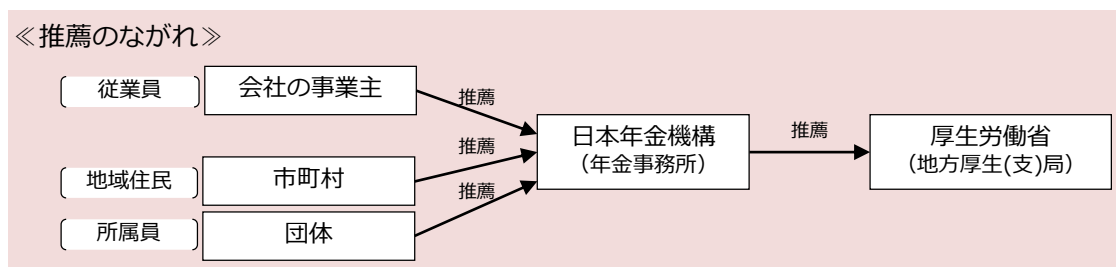 ≪推薦のながれ≫
従業員
会社の事業主
推薦
地域住民
市町村
推薦
所属員
団体
推薦
日本年金機構
（年金事務所）
推薦
厚生労働省
（地方厚生(支)局）